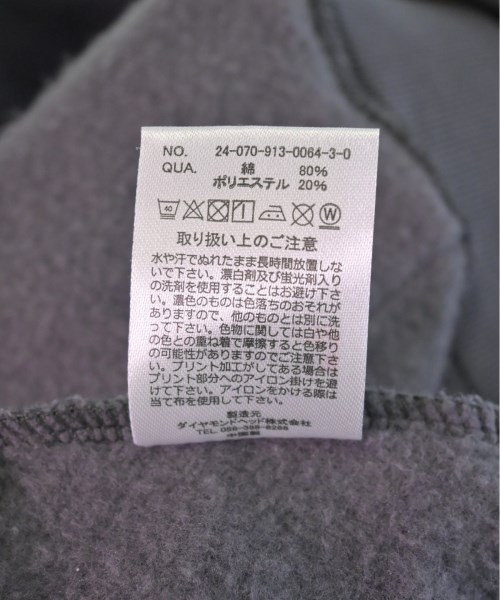 NO. 24-070-913-0064-3-0
QUA. 綿 80%
ポリエステル 20%
40
取り扱い上のご注意
水や汗でぬれたまま長時間放置しな
いで下さい。漂白剤及び蛍光剤入り
の洗剤を使用することはお避け下さ
い。濃色のものは色落ちのおそれが
ありますので、他のものとは別に洗
って下さい。色物に関しては白や他
の色との重ね着で摩擦すると色移り
の可能性がありますのでご注意下さ
い。プリント加工がしてある場合は
プリント部分へのアイロン掛けを避
けて下さい。アイロンをかける際は
当て布を使用して下さい。
製造元
ダイヤモンドヘッド株式会社
TEL.
中国製